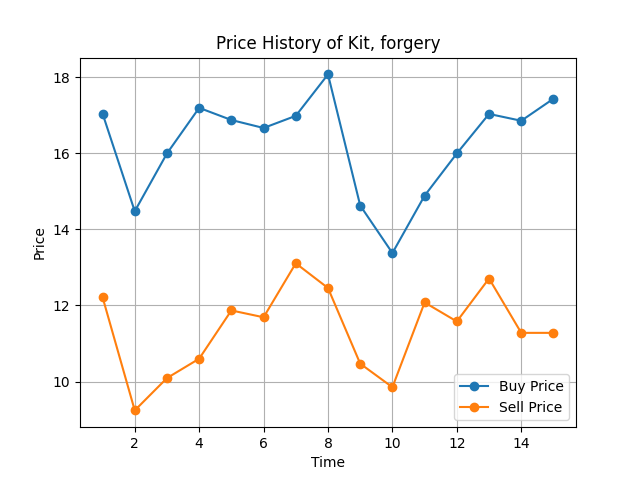 Price History of Kit, forgery
Price
18
16
14
12
10
2 4 6 8 10 12 14
Time
Buy Price
Sell Price